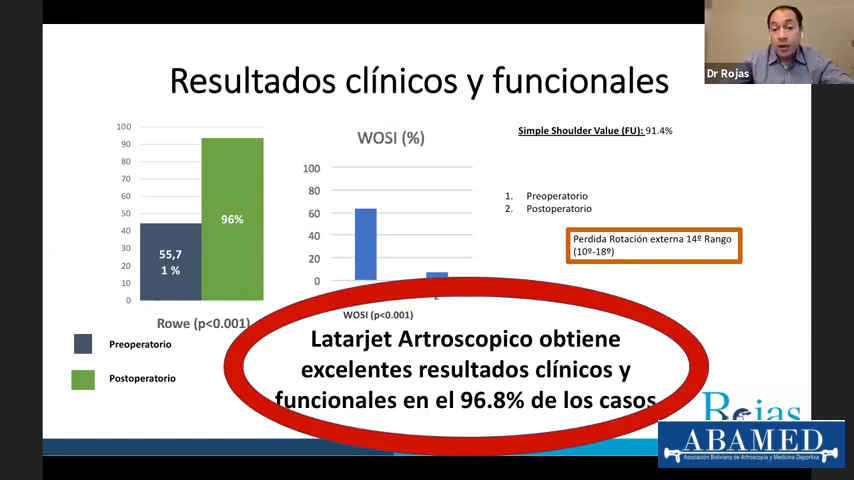 Dr Rojas
Resultados clínicos y funcionales
100
90
80
70
60
50
40
30
20
10
0
55,7
1 %
96%
Rowe (p<0.001)
Preoperatorio
Postoperatorio
WOSI (%)
100
80
60
40
20
0
2
WOSI (p<0.001)
Simple Shoulder Value (FU): 91.4%
1. Preoperatorio
2. Postoperatorio
Perdida Rotación externa 14º Rango
(10º-18º)
Latarjet Artroscopico obtiene
excelentes resultados clínicos y
funcionales en el 96.8% de los casos
Rojas
ABAMED
Asociación Boliviana de Artroscopía y Medicina Deportiva